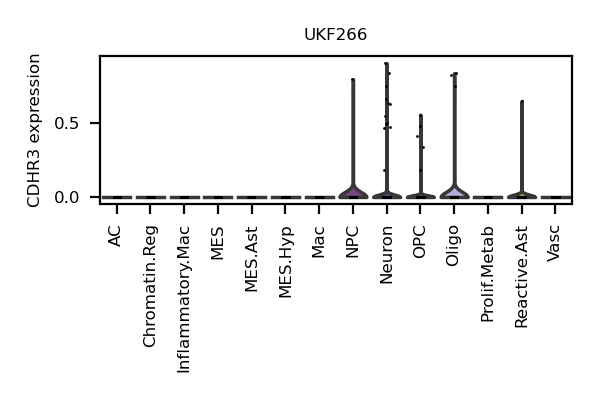 UKF266
CDHR3 expression
0.5
0.0
AC
Chromatin.Reg
Inflammatory.Mac
MES
MES.Ast
MES.Hyp
Mac
NPC
Neuron
OPC
Oligo
Prolif.Metab
Reactive.Ast
Vasc